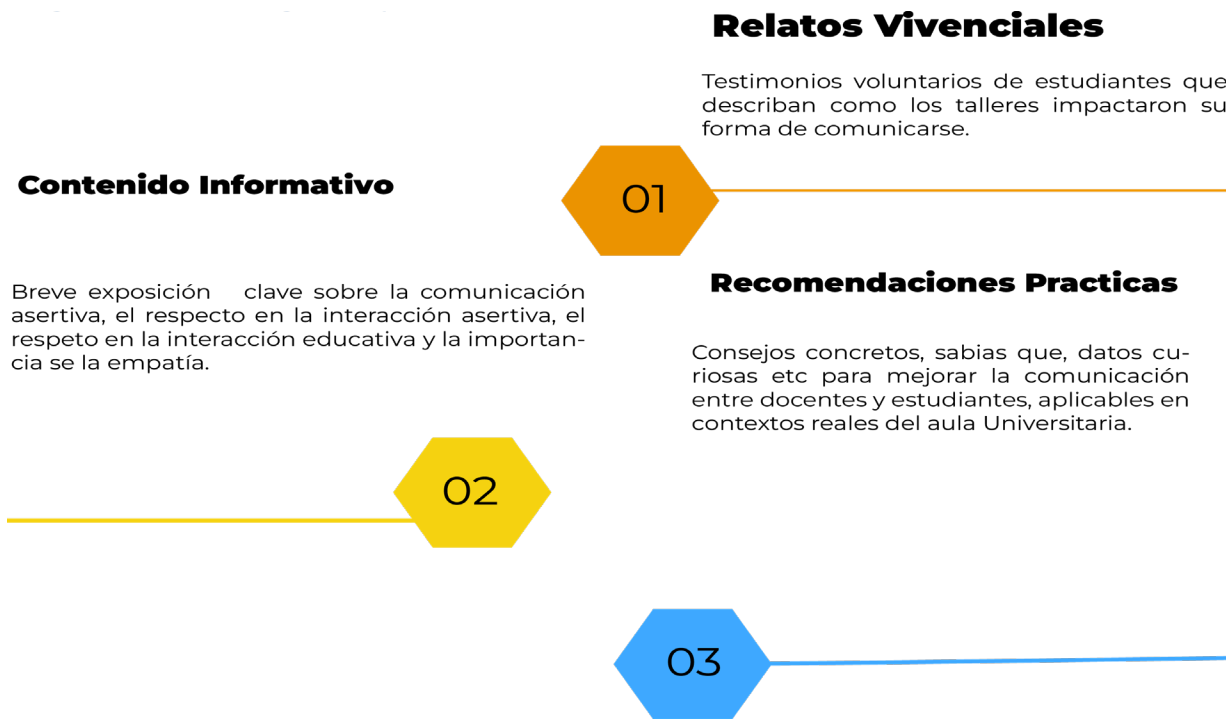 Relatos Vivenciales
Testimonios voluntarios de estudiantes que
describan como los talleres impactaron su
forma de comunicarse.
01
Contenido Informativo
Breve exposición clave sobre la comunicación
asertiva, el respecto en la interacción asertiva, el
respeto en la interacción educativa y la importan-
cia se la empatía.
02
Recomendaciones Practicas
Consejos concretos, sabias que, datos cu-
riosas etc para mejorar la comunicación
entre docentes y estudiantes, aplicables en
contextos reales del aula Universitaria.
03